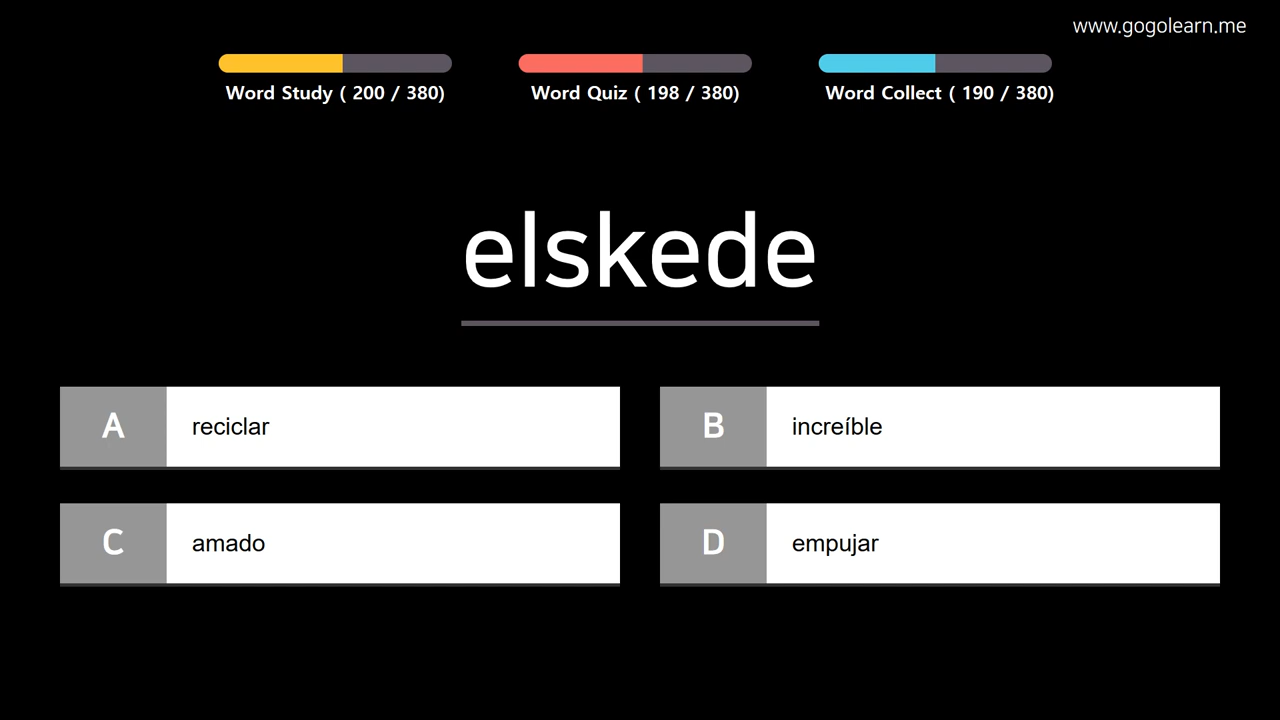 www.gogolearn.me
Word Study ( 200 / 380)
Word Quiz ( 198 / 380)
Word Collect ( 190 / 380)
elskede
A reciclar
B increíble
C amado
D empujar